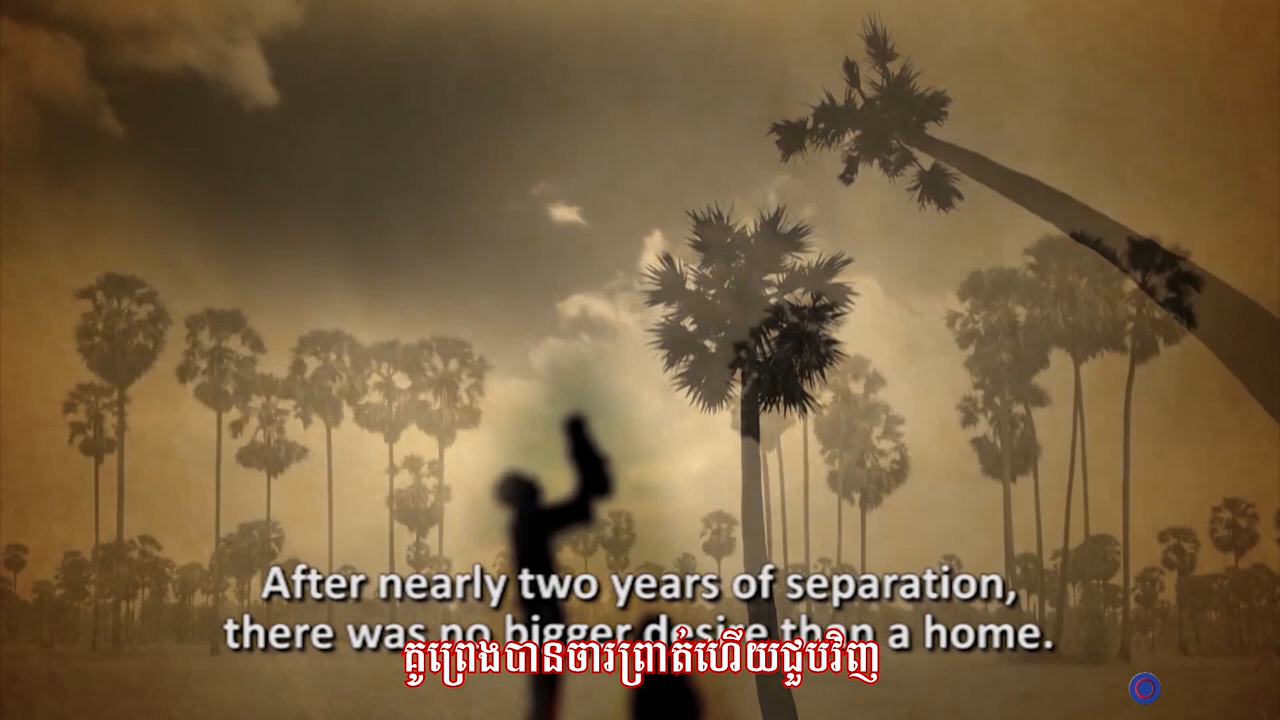 After nearly two years of separation,
there was no bigger desire than a home.
គូព្រេងបានចារព្រាត់ហើយជួបវិញ